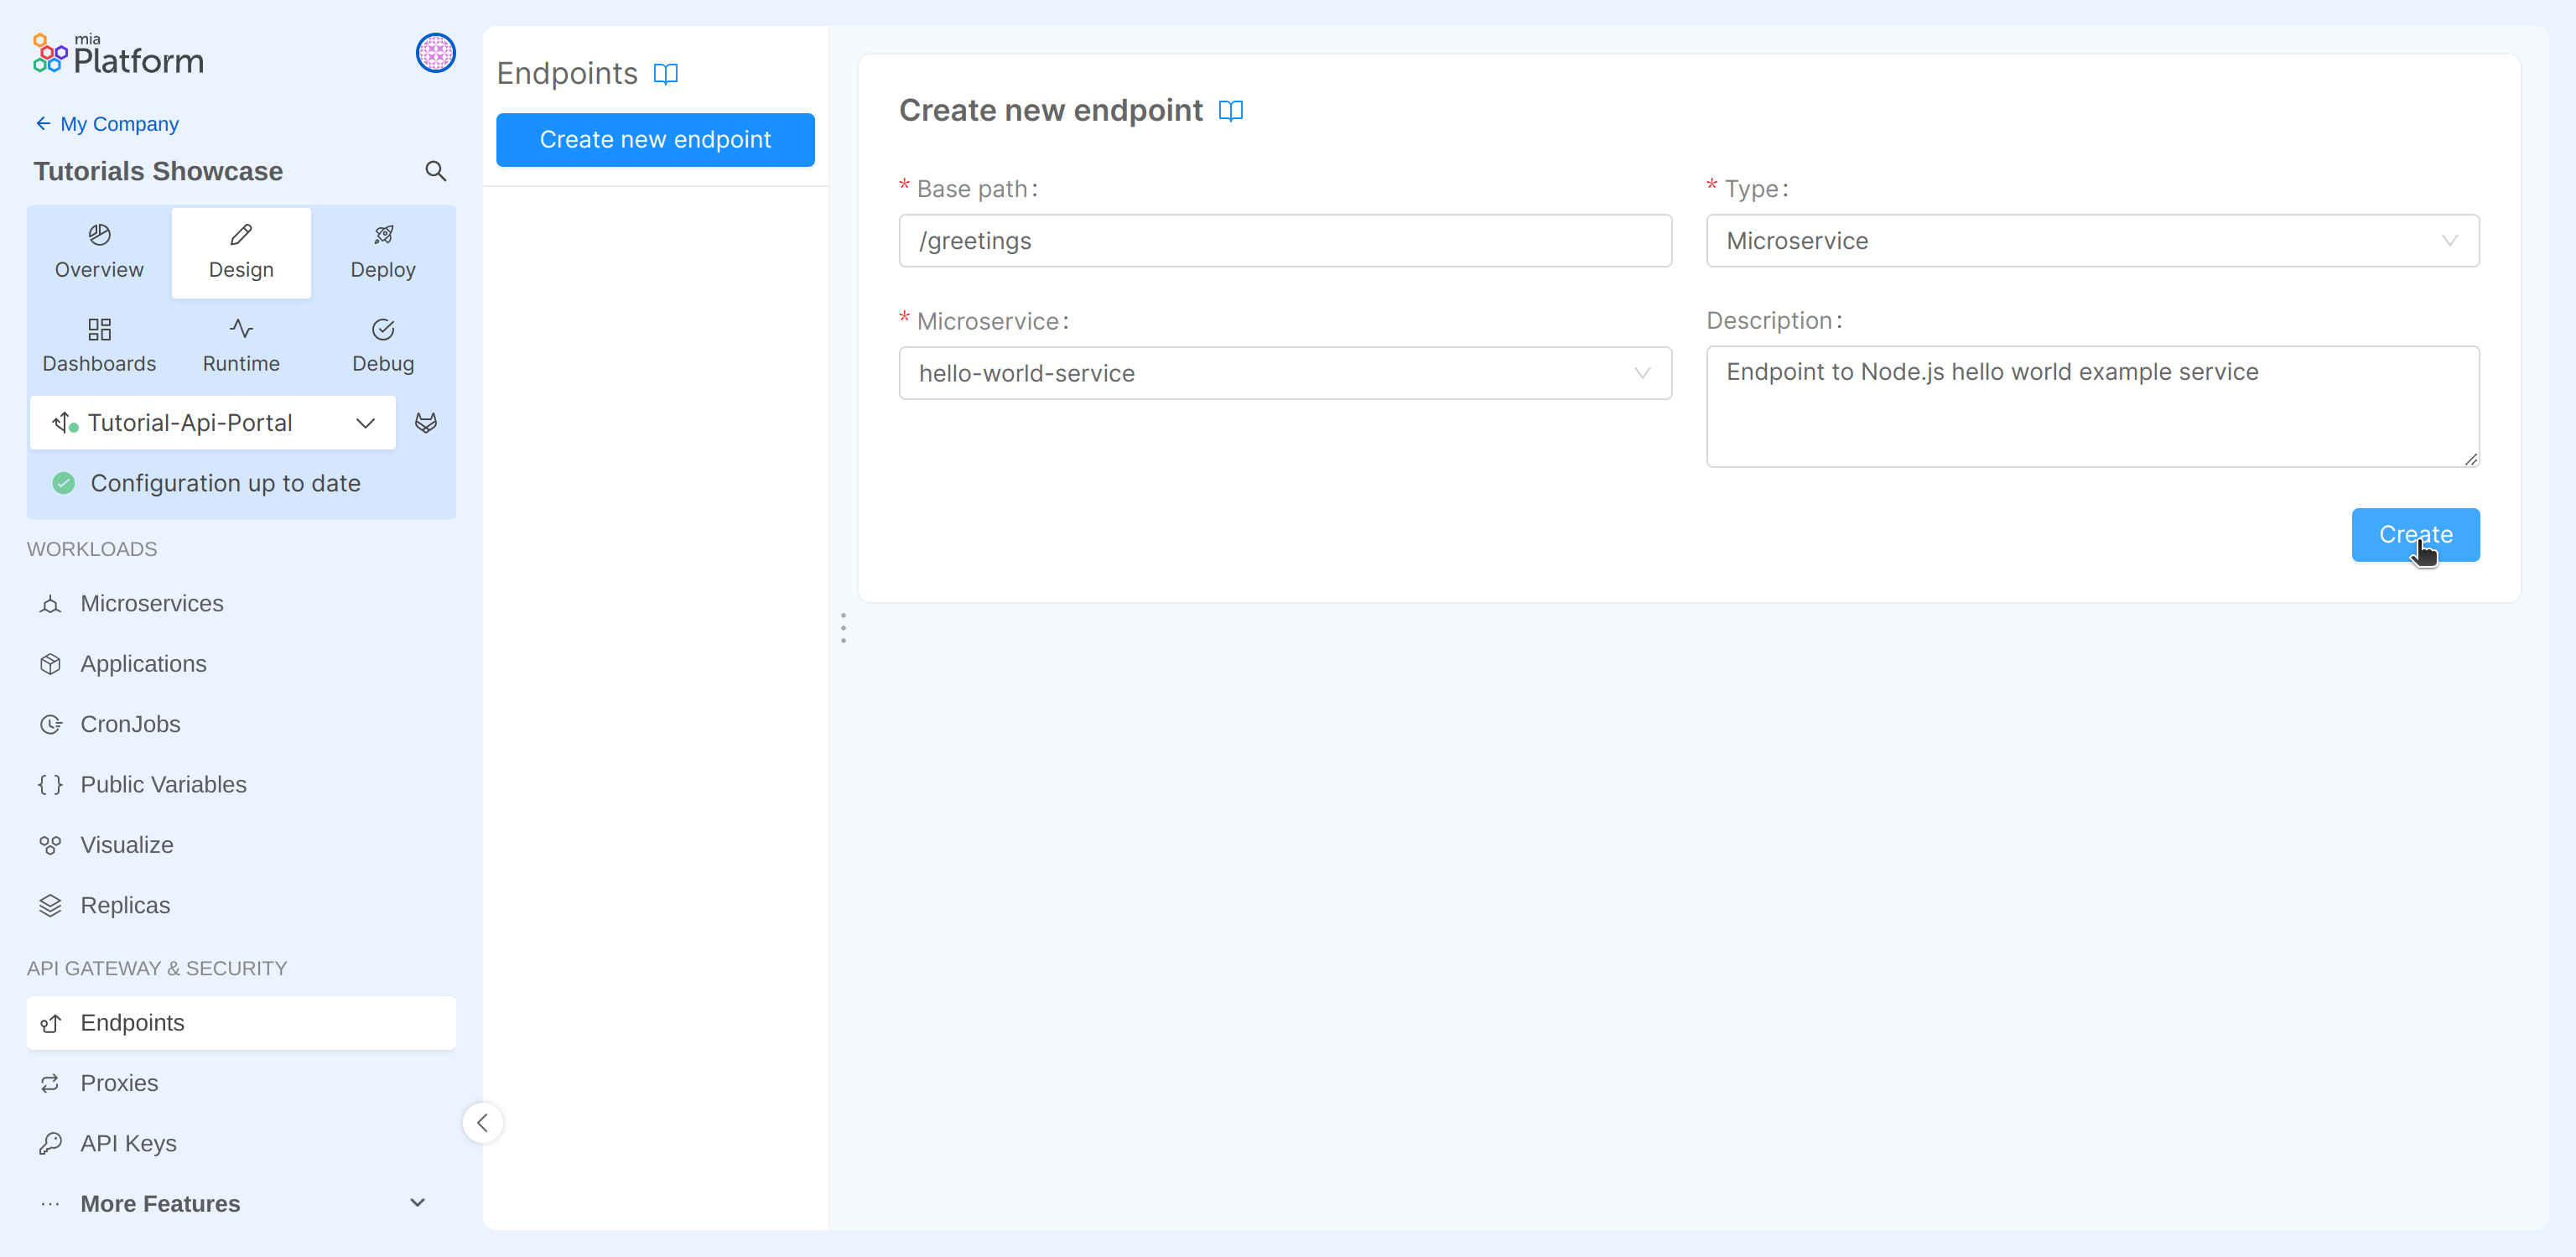 mia
Platform
My Company
Tutorials Showcase
Overview
Design
Deploy
Dashboards
Runtime
Debug
Tutorial-Api-Portal
Configuration up to date
WORKLOADS
Microservices
Applications
CronJobs
Public Variables
Visualize
Replicas
API GATEWAY & SECURITY
Endpoints
Proxies
API Keys
More Features
Endpoints
Create new endpoint
Create new endpoint
* Base path:
/greetings
* Type:
Microservice
* Microservice:
hello-world-service
Description:
Endpoint to Node.js hello world example service
Create